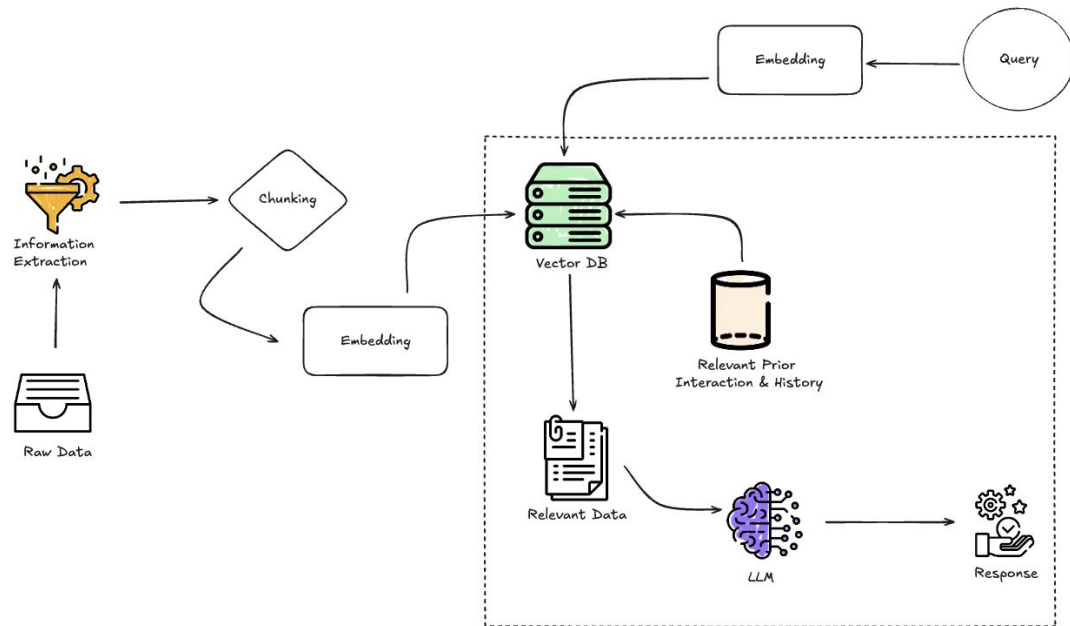 Embedding
Query
Information
Extraction
Chunking
Vector DB
Embedding
Relevant Prior
Interaction & History
Raw Data
Relevant Data
LLM
Response